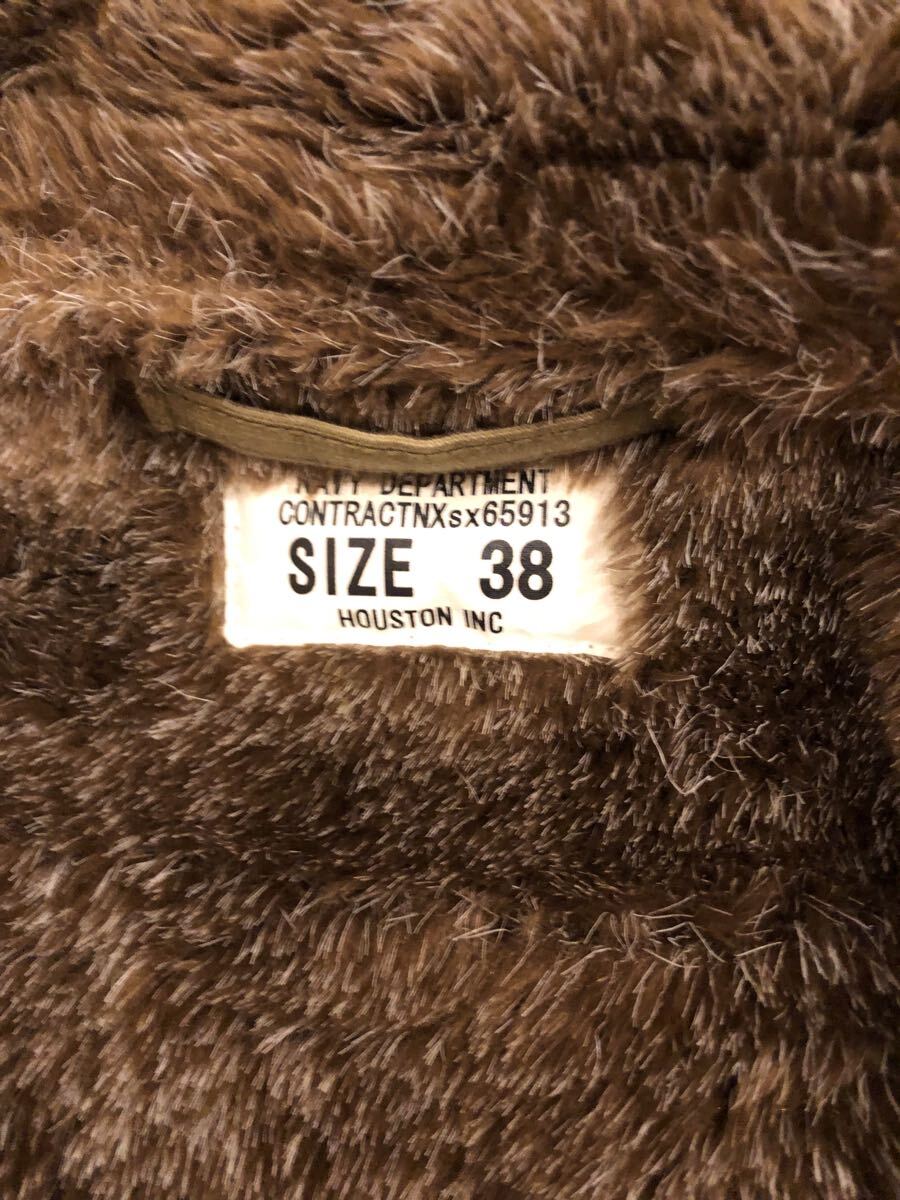 NAVY DEPARTMENT
CONTRACTNXsx65913
SIZE 38
HOUSTON INC